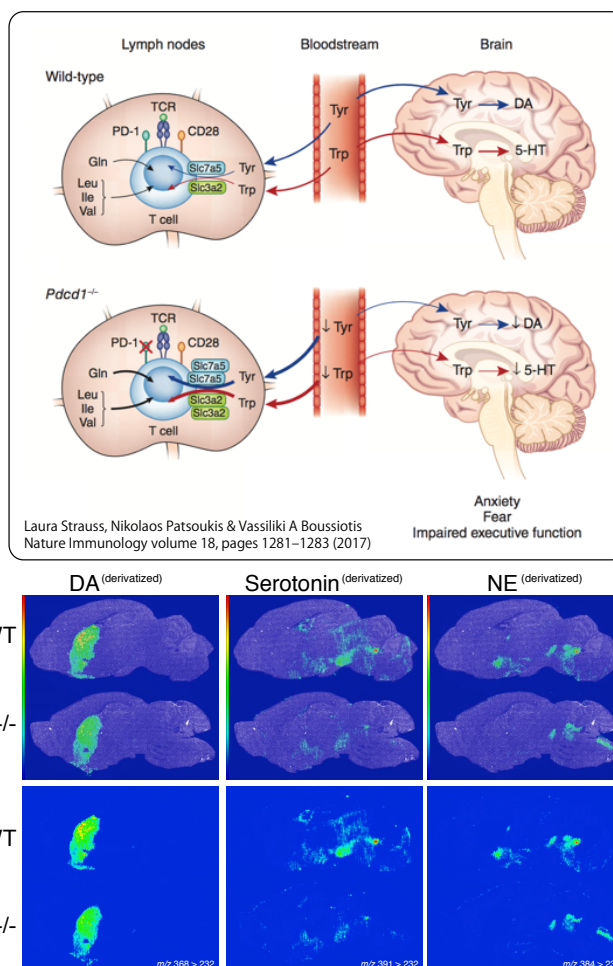 Lymph nodes Bloodstream Brain
Wild-type
TCR
PD-1 CD28
Gln
Leu
Ile
Val
Slc7a5 Tyr
Slc3a2 Trp
T cell
Tyr
Trp
Tyr DA
Trp 5-HT
Pdcd1–/–
TCR
PD-1 CD28
Gln
Leu
Ile
Val
Slc7a5
Slc7a5 Tyr
Slc3a2 Trp
Slc3a2
T cell
↓ Tyr
↓ Trp
Tyr ↓ DA
Trp ↓ 5-HT
Anxiety
Fear
Impaired executive function
Laura Strauss, Nikolaos Patsoukis & Vassiliki A Boussiotis
Nature Immunology volume 18, pages 1281–1283 (2017)
DA (derivatized) Serotonin (derivatized) NE (derivatized)
-/-
-/-
m/z 368 > 232 m/z 391 > 232 m/z 384 > 23